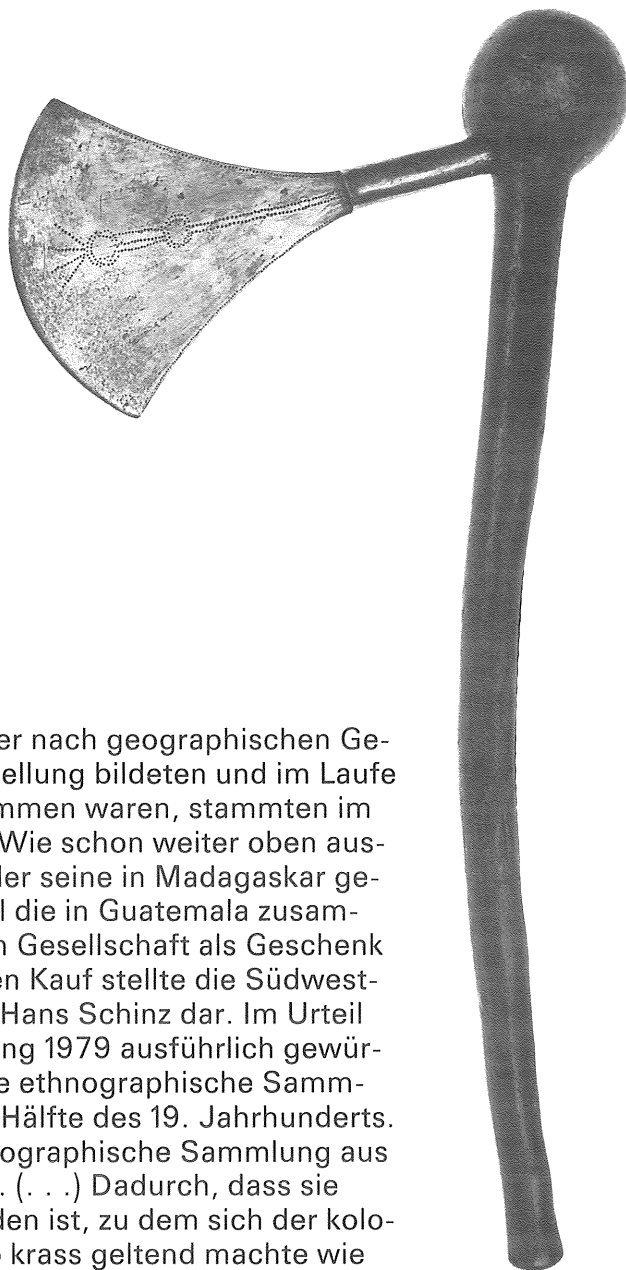 er nach geographischen Ge-
ellung bildeten und im Laufe
mmen waren, stammten im
Wie schon weiter oben aus-
ler seine in Madagaskar ge-
l die in Guatemala zusam-
n Gesellschaft als Geschenk
en Kauf stellte die Südwest-
Hans Schinz dar. Im Urteil
ng 1979 ausführlich gewür-
e ethnographische Samm-
Hälfte des 19. Jahrhunderts.
ographische Sammlung aus
. (. . .) Dadurch, dass sie
den ist, zu dem sich der kolo-
krass geltend machte wie